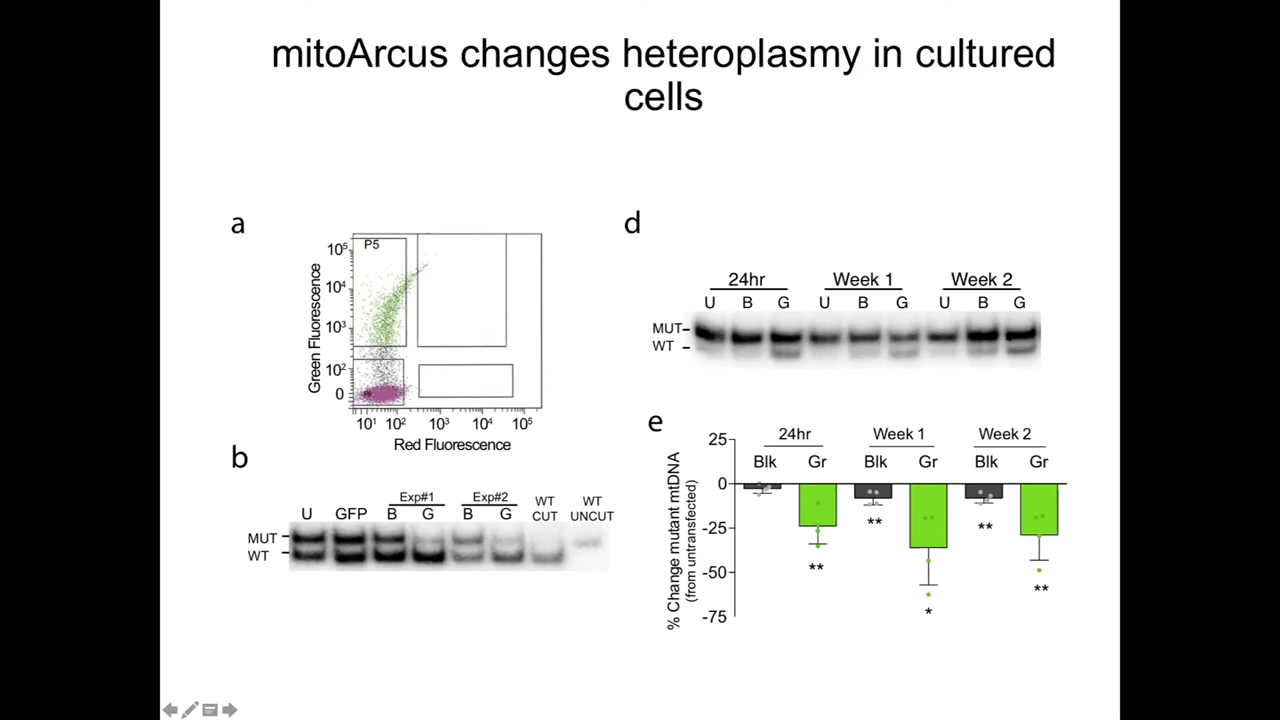 mitoArcus changes heteroplasmy in cultured
cells
a
P5
10^5
10^4
10^3
10^2
0
Green Fluorescence
10^1 10^2 10^3 10^4 10^5
Red Fluorescence
b
Exp#1 Exp#2 WT WT
U GFP B G B G CUT UNCUT
MUT
WT
d
24hr Week 1 Week 2
U B G U B G U B G
MUT
WT
e
24hr Week 1 Week 2
Blk Gr Blk Gr Blk Gr
25
0
-25
-50
-75
% Change mutant mtDNA
(from untransfected)
** ** * ** **